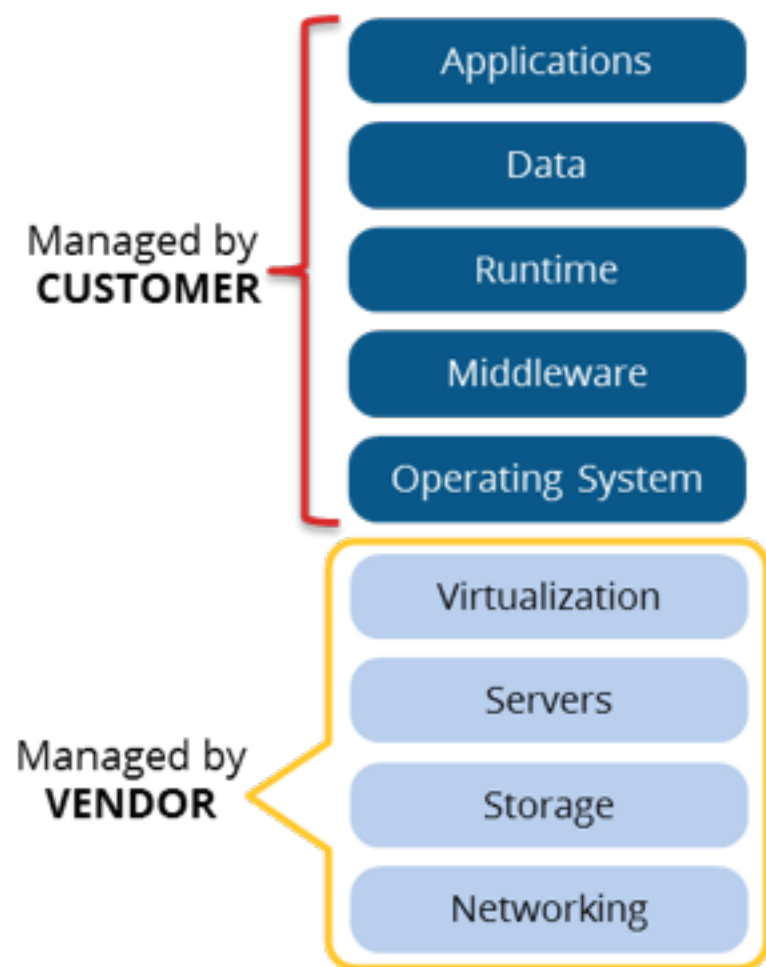 Applications
Data
Runtime
Managed by
CUSTOMER
Middleware
Operating System
Virtualization
Servers
Managed by
VENDOR
Storage
Networking